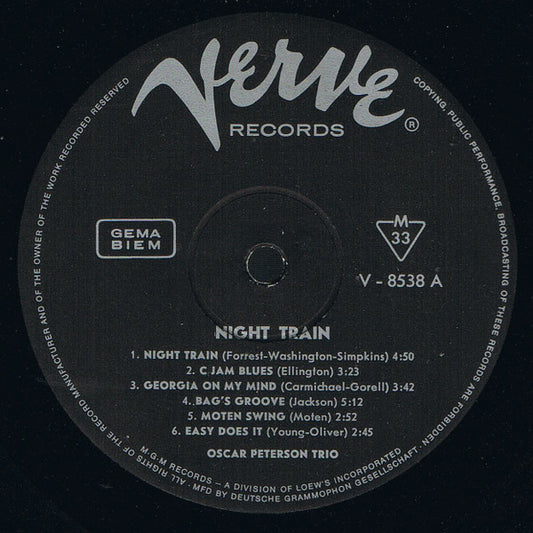 Verve
RECORDS ®
GEMA
BIEM
M
33
V - 8538 A
NIGHT TRAIN
1. NIGHT TRAIN (Forrest-Washington-Simpkins) 4:50
2. C JAM BLUES (Ellington) 3:23
3. GEORGIA ON MY MIND (Carmichael-Gorell) 3:42
4. BAG'S GROOVE (Jackson) 5:12
5. MOTEN SWING (Moten) 2:52
6. EASY DOES IT (Young-Oliver) 2:45
OSCAR PETERSON TRIO
M.G.M RECORDS – A DIVISION OF LOEW'S INCORPORATED
ALL RIGHTS OF THE RECORD MANUFACTURER AND OF THE OWNER OF THE WORK RECORDED RESERVED
COPYING, PUBLIC PERFORMANCE, BROADCASTING OF THESE RECORDS ARE FORBIDDEN
· MFD BY DEUTSCHE GRAMMOPHON GESELLSCHAFT ·